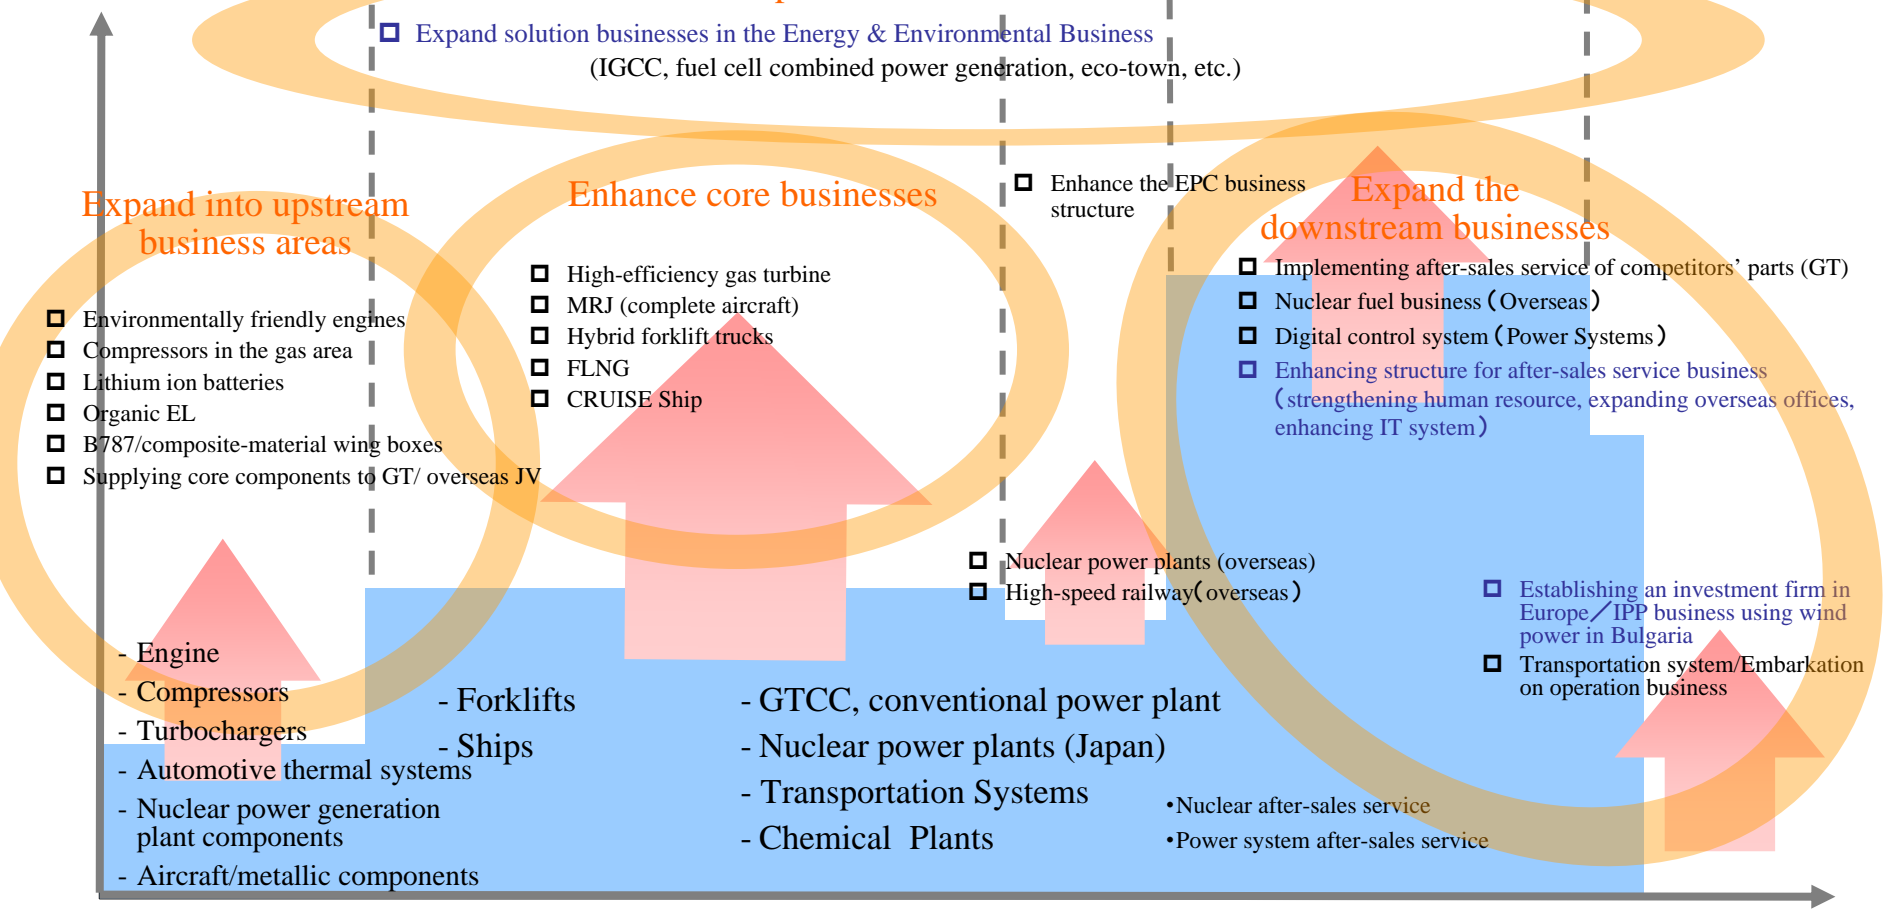 Expand solution businesses in the Energy & Environmental Business
(IGCC, fuel cell combined power generation, eco-town, etc.)
Expand into upstream
business areas
Environmentally friendly engines
Compressors in the gas area
Lithium ion batteries
Organic EL
B787/composite-material wing boxes
Supplying core components to GT/ overseas JV
Enhance core businesses
High-efficiency gas turbine
MRJ (complete aircraft)
Hybrid forklift trucks
FLNG
CRUISE Ship
Enhance the EPC business
structure
Nuclear power plants (overseas)
High-speed railway(overseas)
Expand the
downstream businesses
Implementing after-sales service of competitors’ parts (GT)
Nuclear fuel business (Overseas)
Digital control system (Power Systems)
Enhancing structure for after-sales service business
(strengthening human resource, expanding overseas offices,
enhancing IT system)
Establishing an investment firm in
Europe/IPP business using wind
power in Bulgaria
Transportation system/Embarkation
on operation business
- Engine
- Compressors
- Turbochargers
- Automotive thermal systems
- Nuclear power generation
plant components
- Aircraft/metallic components
- Forklifts
- Ships
- GTCC, conventional power plant
- Nuclear power plants (Japan)
- Transportation Systems
- Chemical Plants
•Nuclear after-sales service
•Power system after-sales service